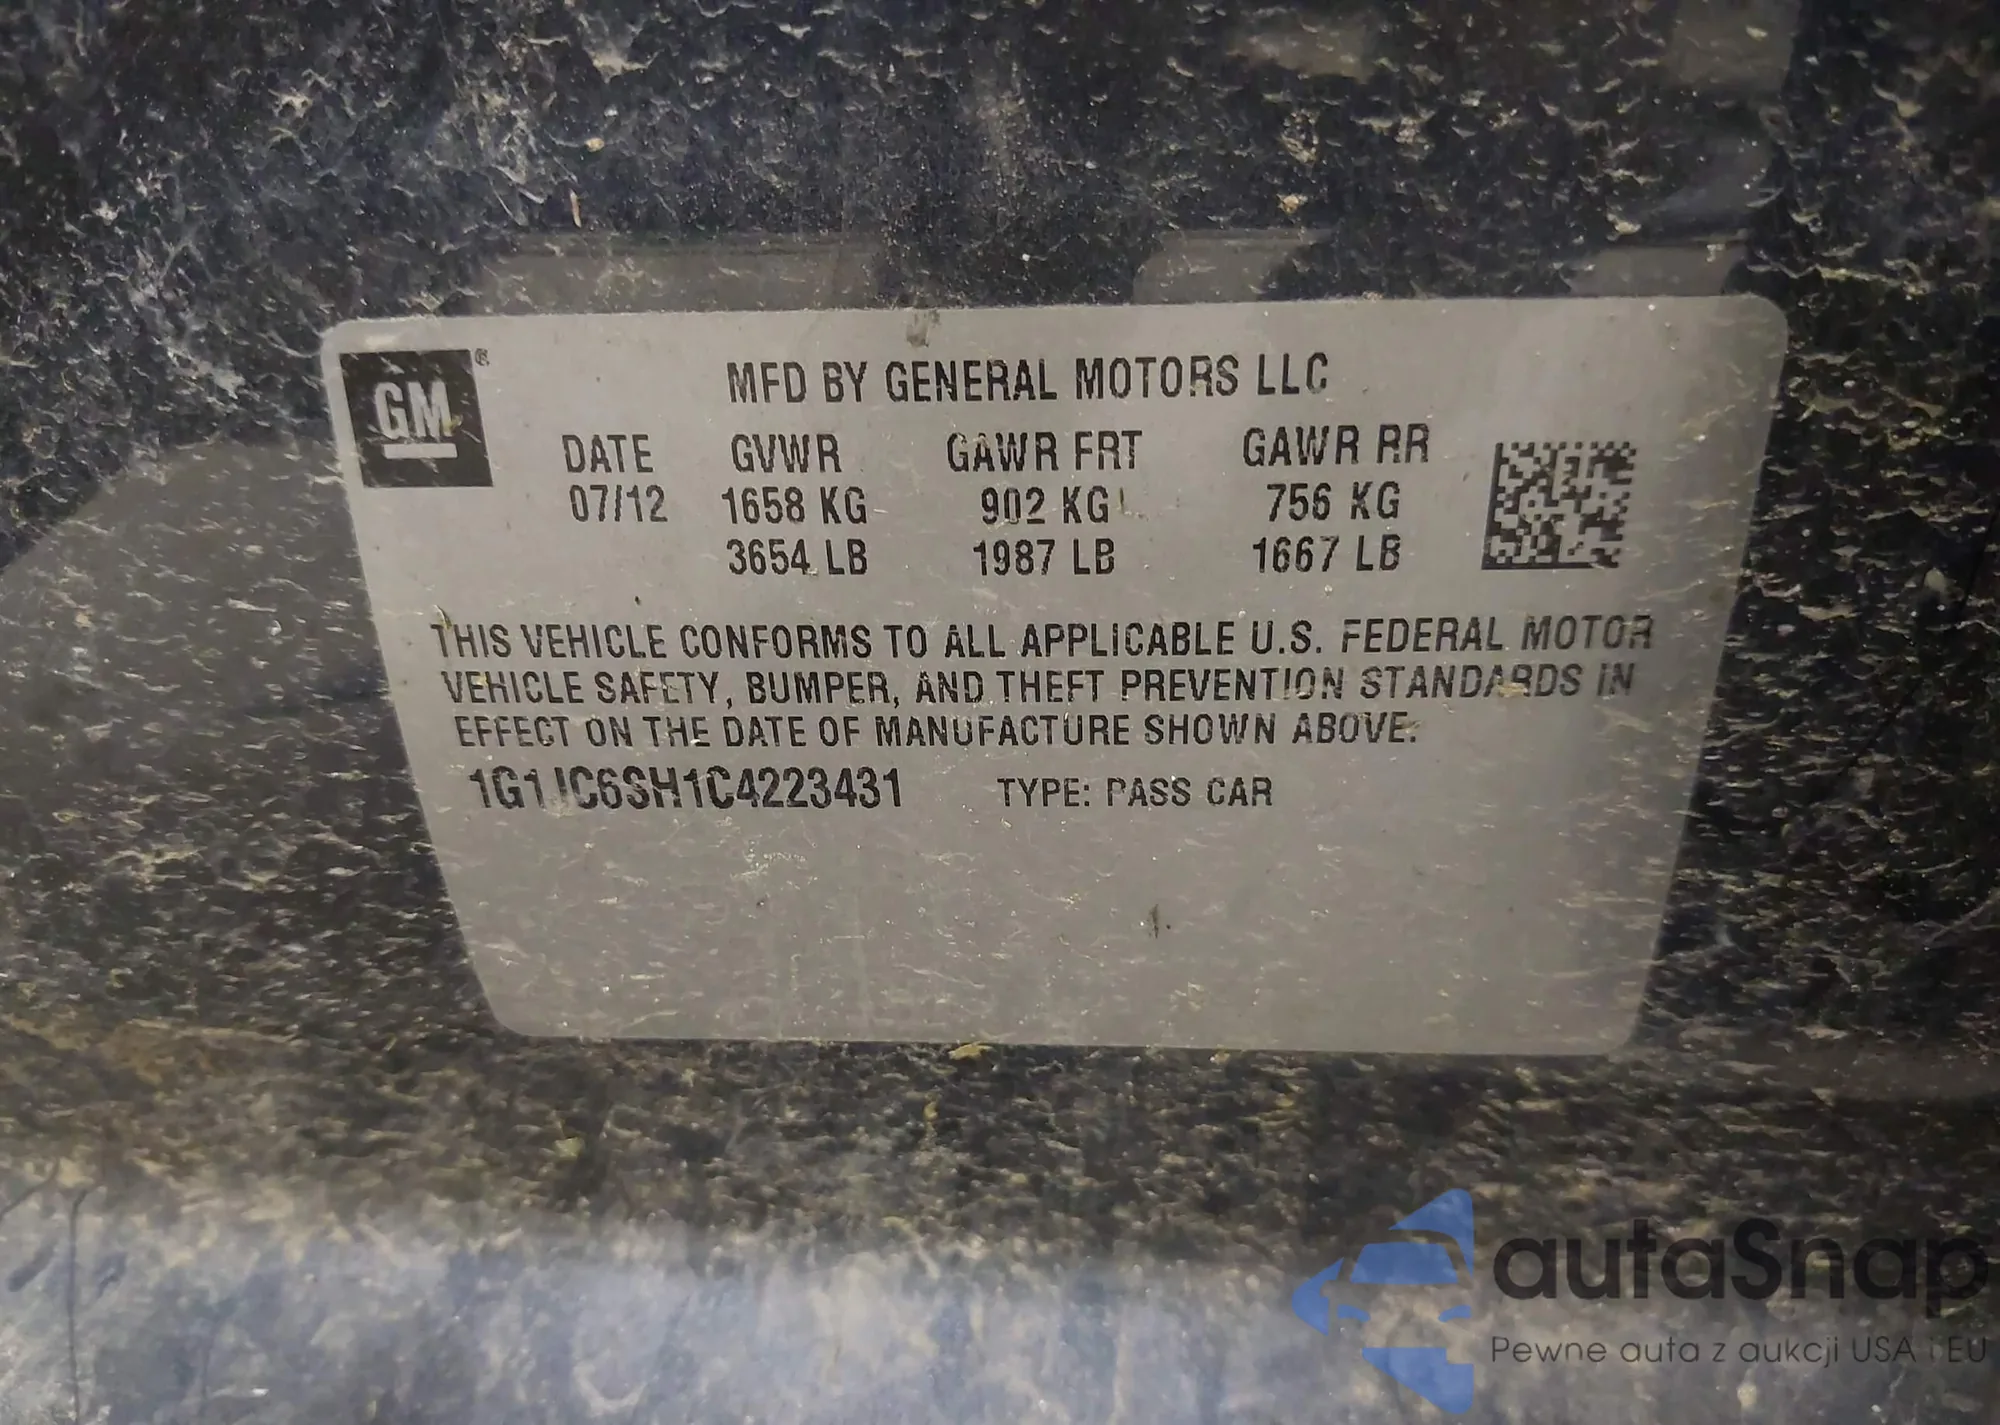 GM®
MFD BY GENERAL MOTORS LLC
DATE GVWR GAWR FRT GAWR RR
07/12 1658 KG 902 KG 756 KG
3654 LB 1987 LB 1667 LB
THIS VEHICLE CONFORMS TO ALL APPLICABLE U.S. FEDERAL MOTOR
VEHICLE SAFETY, BUMPER, AND THEFT PREVENTION STANDARDS IN
EFFECT ON THE DATE OF MANUFACTURE SHOWN ABOVE.
1G1JC6SH1C4223431 TYPE: PASS CAR
autaSnap
Pewne auta z aukcji USA i EU